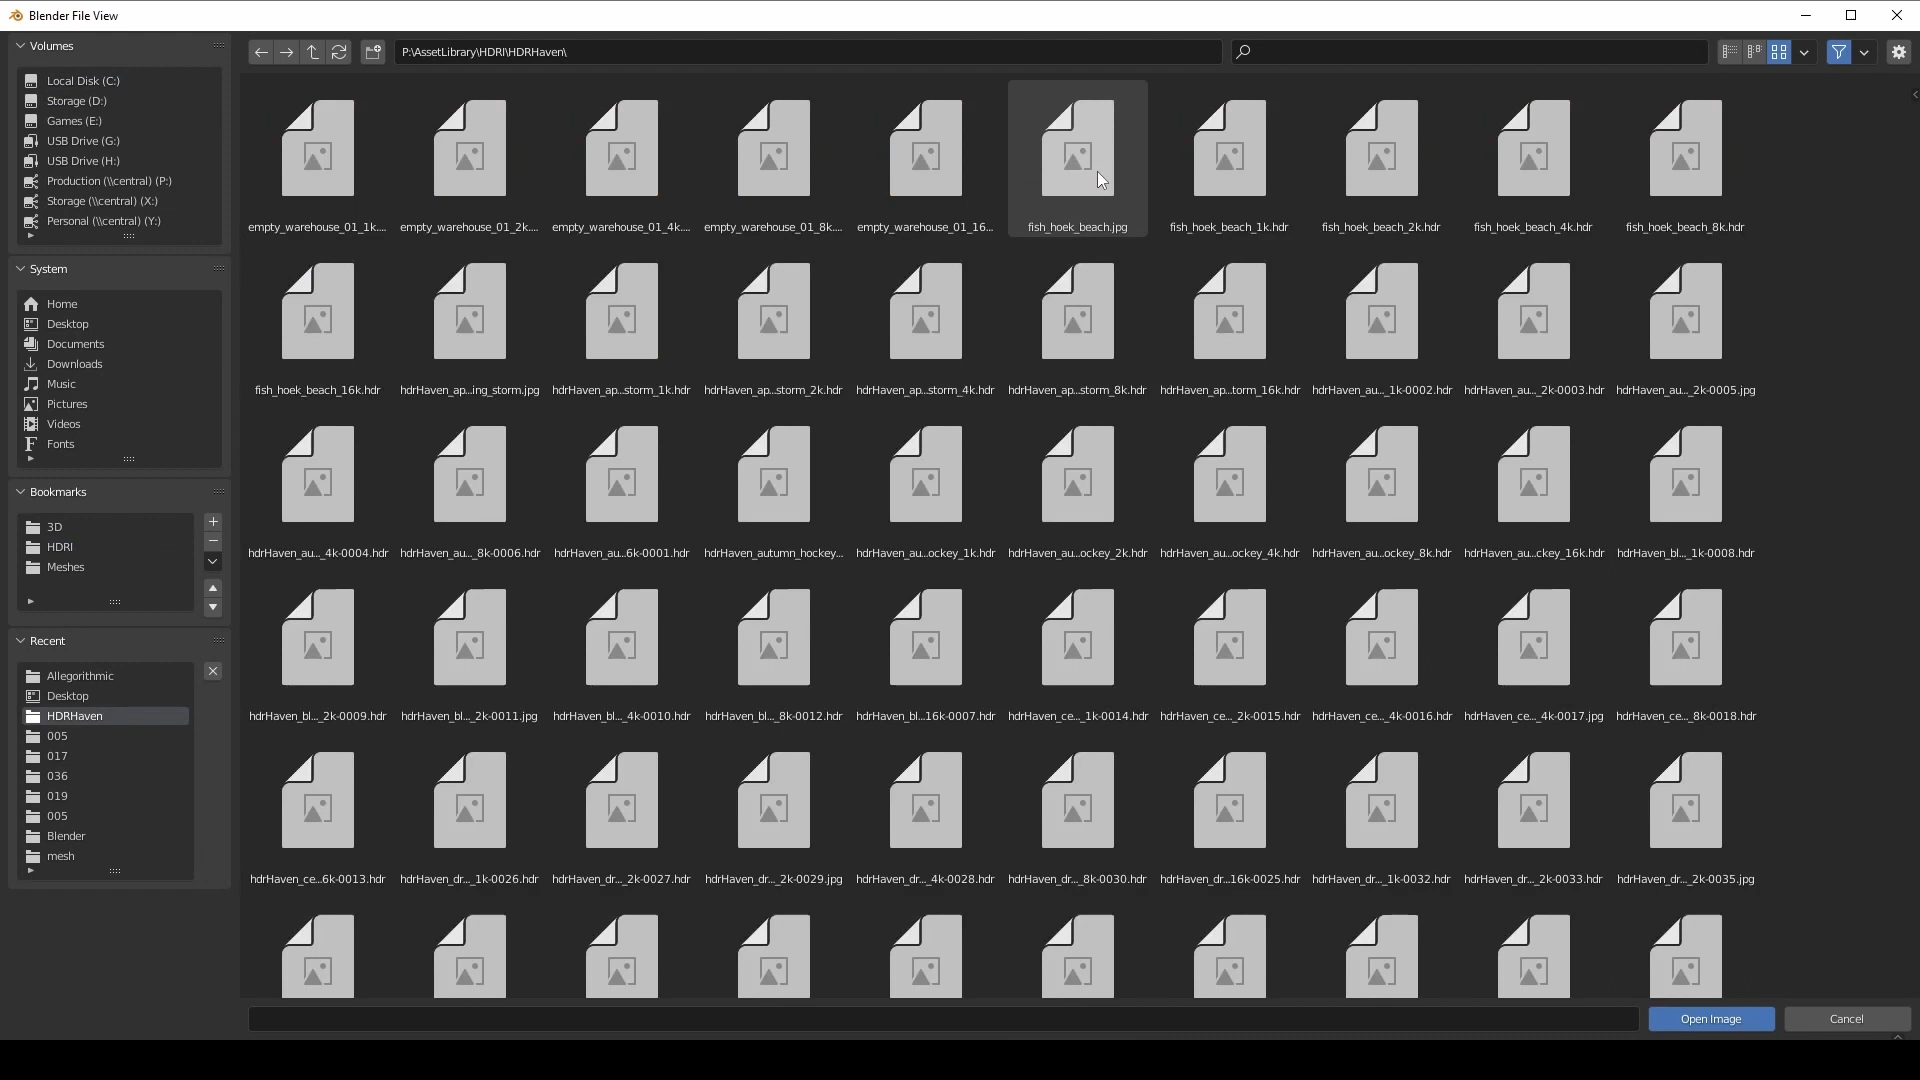 Blender File View
Volumes
Local Disk (C:)
Storage (D:)
Games (E:)
USB Drive (G:)
USB Drive (H:)
Production (\\central) (P:)
Storage (\\central) (X:)
Personal (\\central) (Y:)
System
Home
Desktop
Documents
Downloads
Music
Pictures
Videos
Fonts
Bookmarks
3D
HDRI
Meshes
Recent
Allegorithmic
Desktop
HDRHaven
005
017
036
019
005
Blender
mesh
P:\AssetLibrary\HDRI\HDRHaven\
empty_warehouse_01_1k.... empty_warehouse_01_2k.... empty_warehouse_01_4k.... empty_warehouse_01_8k.... empty_warehouse_01_16... fish_hoek_beach.jpg fish_hoek_beach_1k.hdr fish_hoek_beach_2k.hdr fish_hoek_beach_4k.hdr fish_hoek_beach_8k.hdr
fish_hoek_beach_16k.hdr hdrHaven_ap...ing_storm.jpg hdrHaven_ap...storm_1k.hdr hdrHaven_ap...storm_2k.hdr hdrHaven_ap...storm_4k.hdr hdrHaven_ap...storm_8k.hdr hdrHaven_ap...torm_16k.hdr hdrHaven_au..._1k-0002.hdr hdrHaven_au..._2k-0003.hdr hdrHaven_au..._2k-0005.jpg
hdrHaven_au..._4k-0004.hdr hdrHaven_au..._8k-0006.hdr hdrHaven_au...6k-0001.hdr hdrHaven_autumn_hockey... hdrHaven_au...ockey_1k.hdr hdrHaven_au...ockey_2k.hdr hdrHaven_au...ockey_4k.hdr hdrHaven_au...ockey_8k.hdr hdrHaven_au...ckey_16k.hdr hdrHaven_bl..._1k-0008.hdr
hdrHaven_bl..._2k-0009.hdr hdrHaven_bl..._2k-0011.jpg hdrHaven_bl..._4k-0010.hdr hdrHaven_bl..._8k-0012.hdr hdrHaven_bl...16k-0007.hdr hdrHaven_ce..._1k-0014.hdr hdrHaven_ce..._2k-0015.hdr hdrHaven_ce..._4k-0016.hdr hdrHaven_ce..._4k-0017.jpg hdrHaven_ce..._8k-0018.hdr
hdrHaven_ce...6k-0013.hdr hdrHaven_dr..._1k-0026.hdr hdrHaven_dr..._2k-0027.hdr hdrHaven_dr..._2k-0029.jpg hdrHaven_dr..._4k-0028.hdr hdrHaven_dr..._8k-0030.hdr hdrHaven_dr...16k-0025.hdr hdrHaven_dr..._1k-0032.hdr hdrHaven_dr..._2k-0033.hdr hdrHaven_dr..._2k-0035.jpg
Open Image
Cancel